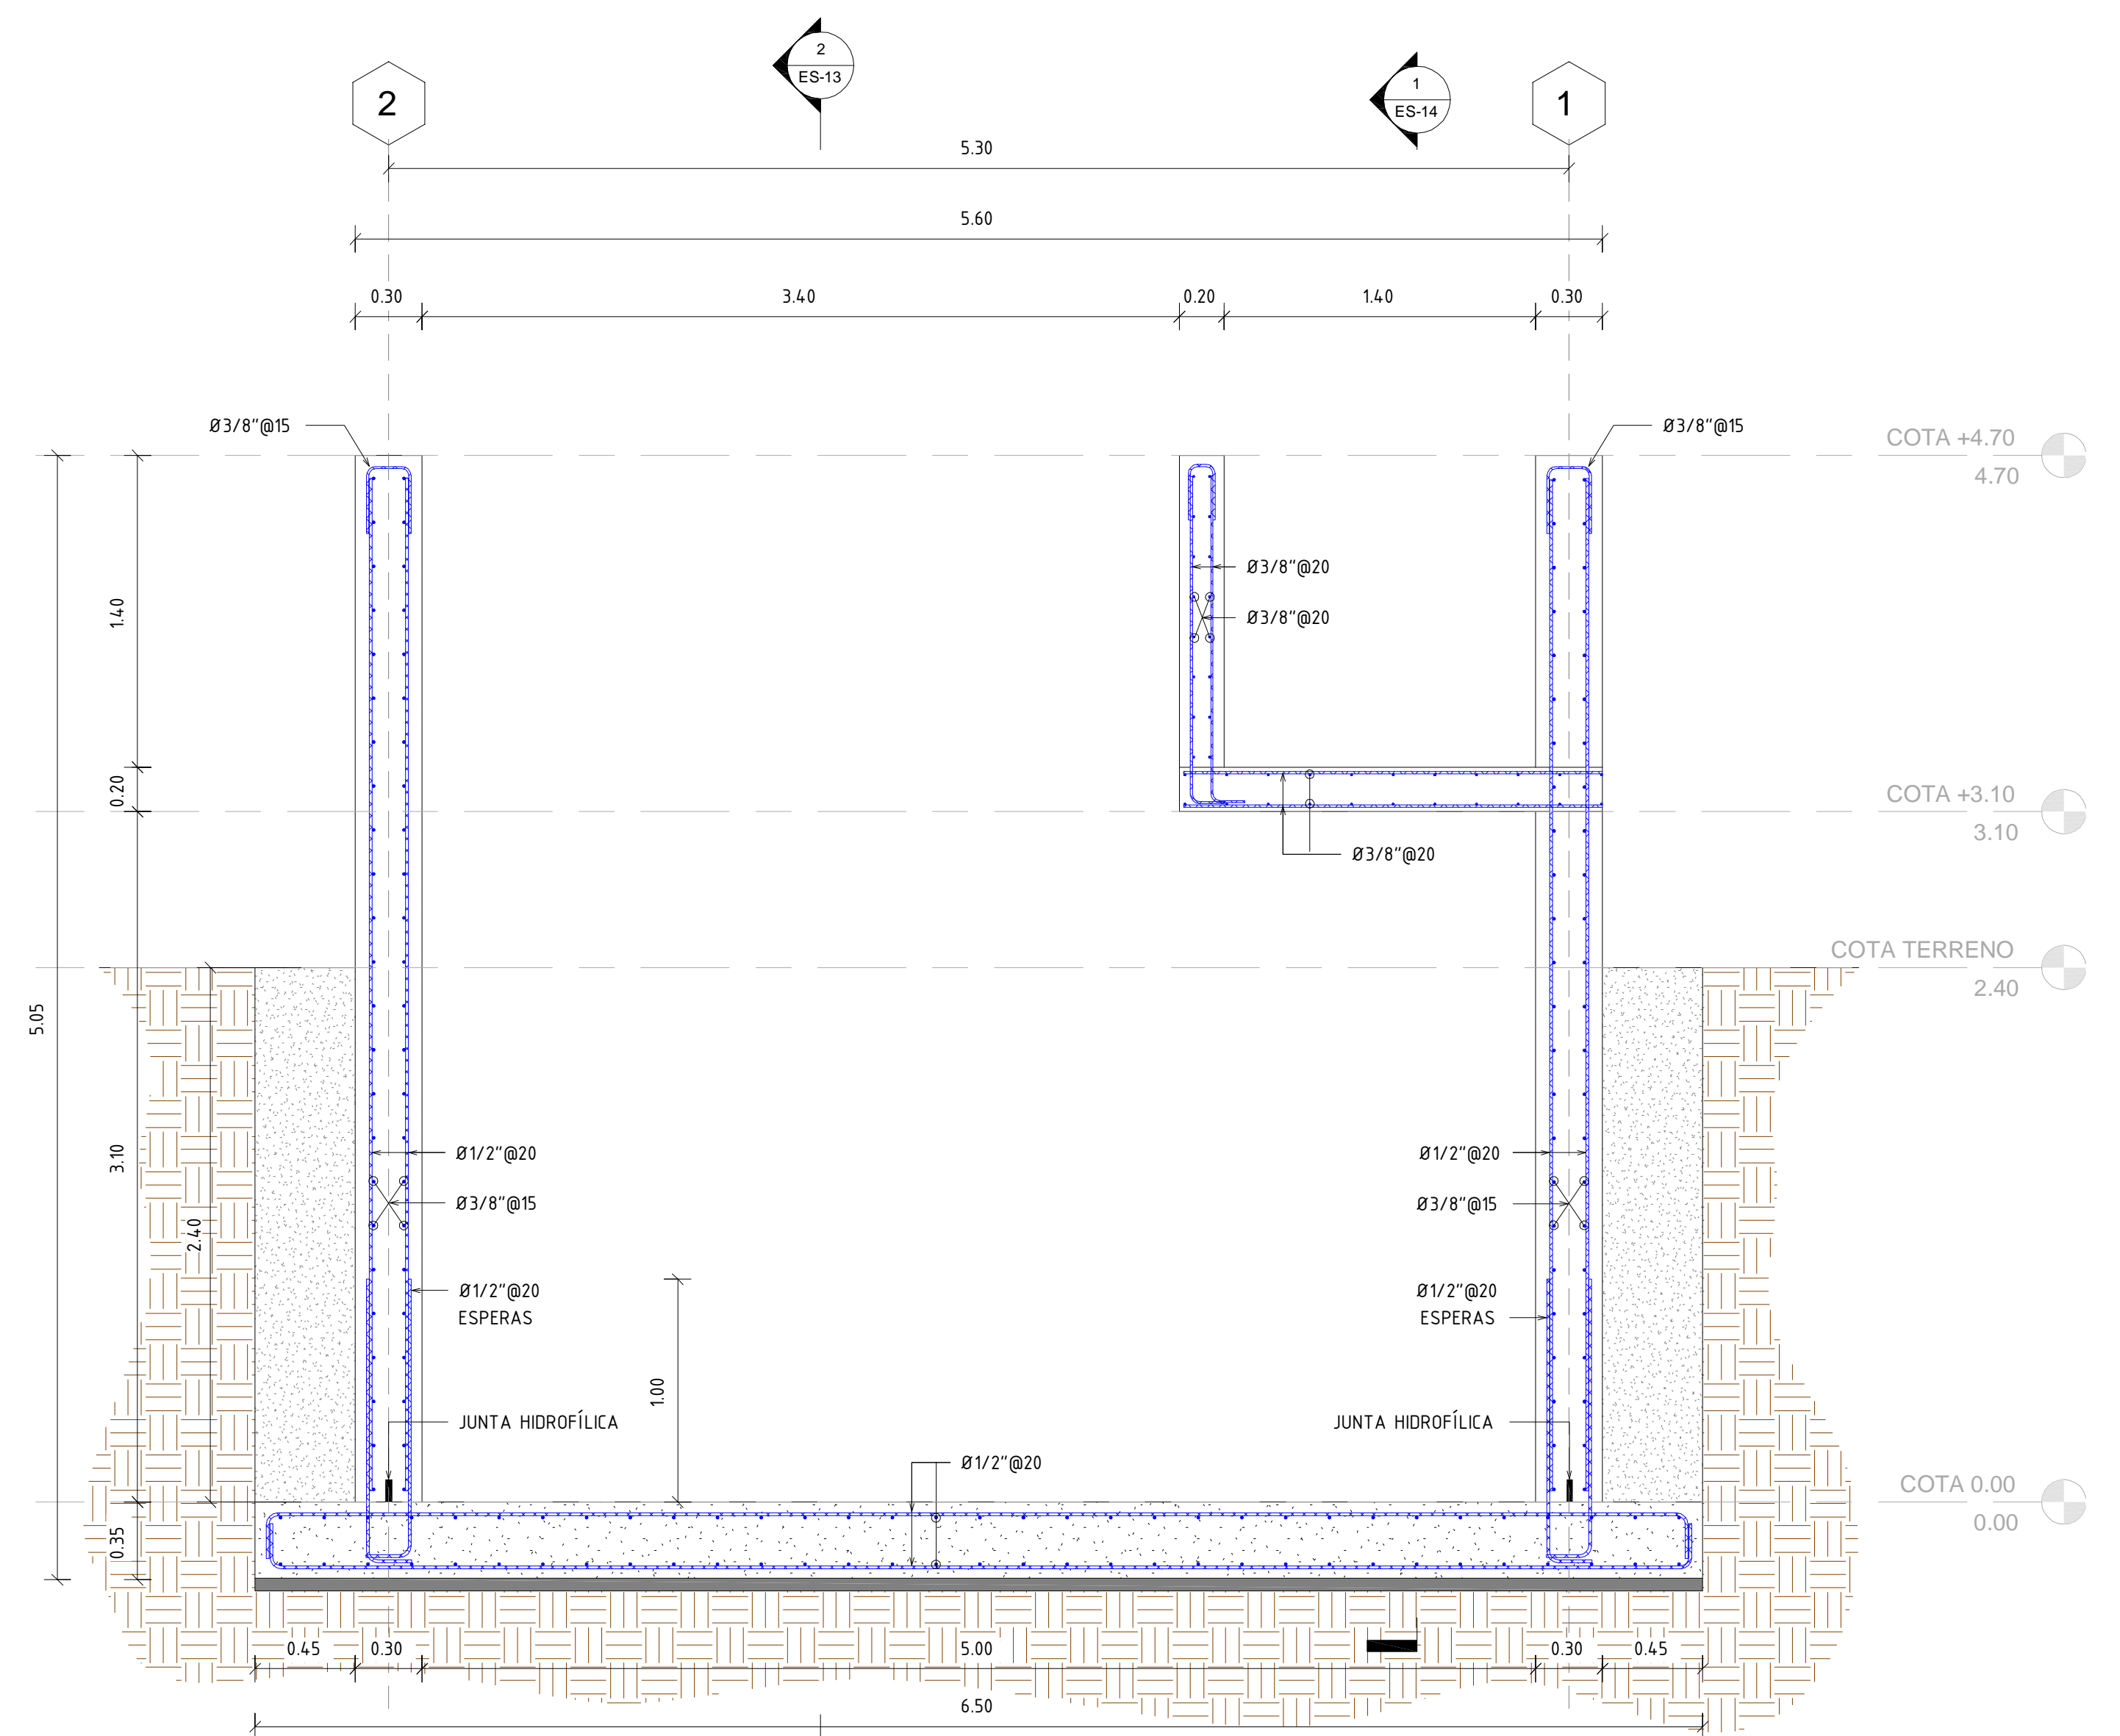 2
ES-13
1
ES-14
2
1
5.30
5.60
0.30
3.40
0.20
1.40
0.30
Ø3/8"@15
Ø3/8"@15
COTA +4.70
4.70
Ø3/8"@20
1.40
Ø3/8"@20
0.20
COTA +3.10
3.10
Ø3/8"@20
COTA TERRENO
2.40
5.05
3.10
Ø1/2"@20
Ø1/2"@20
Ø3/8"@15
Ø3/8"@15
2.40
Ø1/2"@20
ESPERAS
Ø1/2"@20
ESPERAS
1.00
JUNTA HIDROFÍLICA
JUNTA HIDROFÍLICA
Ø1/2"@20
COTA 0.00
0.00
0.35
0.45
0.30
5.00
0.30
0.45
6.50